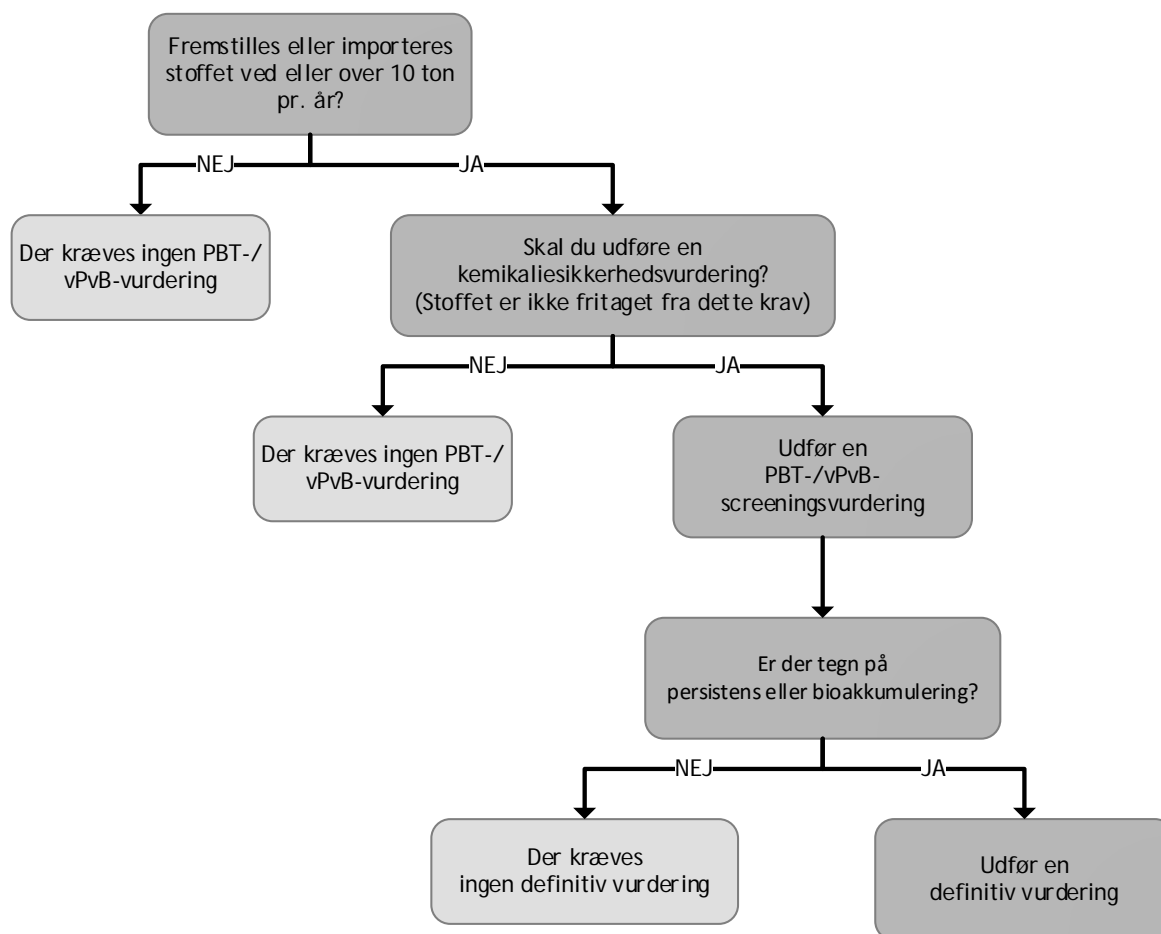 Fremstilles eller importeres
stoffet ved eller over 10 ton
pr. år?
NEJ
JA
Der kræves ingen PBT-/
vPvB-vurdering
Skal du udføre en
kemikaliesikkerhedsvurdering?
(Stoffet er ikke fritaget fra dette krav)
NEJ
JA
Der kræves ingen PBT-/
vPvB-vurdering
Udfør en
PBT-/vPvB-
screeningsvurdering
Er der tegn på
persistens eller bioakkumulering?
NEJ
JA
Der kræves
ingen definitiv vurdering
Udfør en
definitiv vurdering